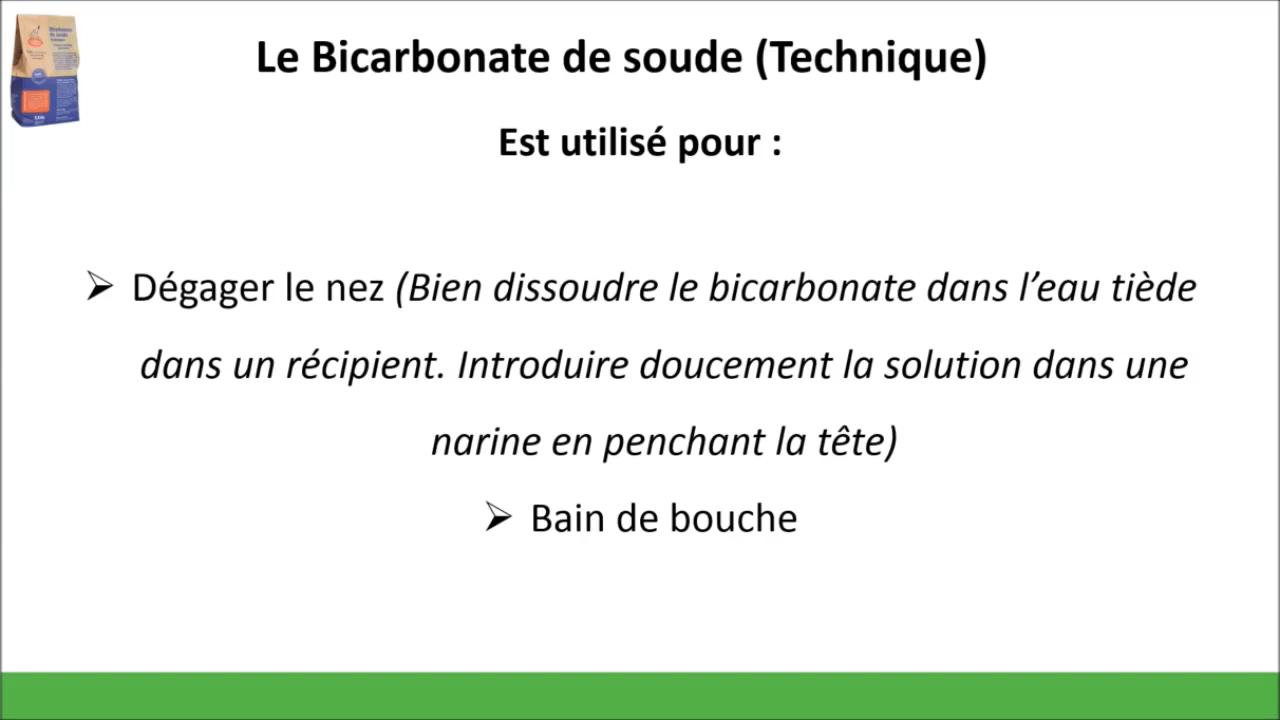 Le Bicarbonate de soude (Technique)
Est utilisé pour :
➢ Dégager le nez (Bien dissoudre le bicarbonate dans l’eau tiède
dans un récipient. Introduire doucement la solution dans une
narine en penchant la tête)
➢ Bain de bouche